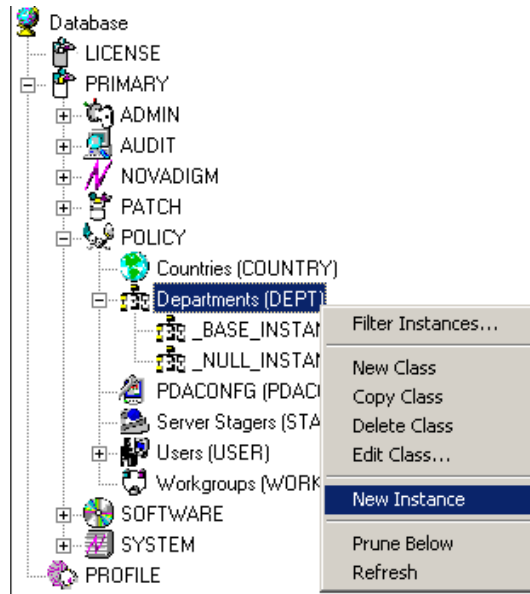 Database
LICENSE
PRIMARY
ADMIN
AUDIT
NOVADIGM
PATCH
POLICY
Countries (COUNTRY)
Departments (DEPT)
_BASE_INSTAN
_NULL_INSTAN
PDACONFG (PDACO
Server Stagers (STA
Users (USER)
Workgroups (WORK
SOFTWARE
SYSTEM
PROFILE
Filter Instances...
New Class
Copy Class
Delete Class
Edit Class...
New Instance
Prune Below
Refresh